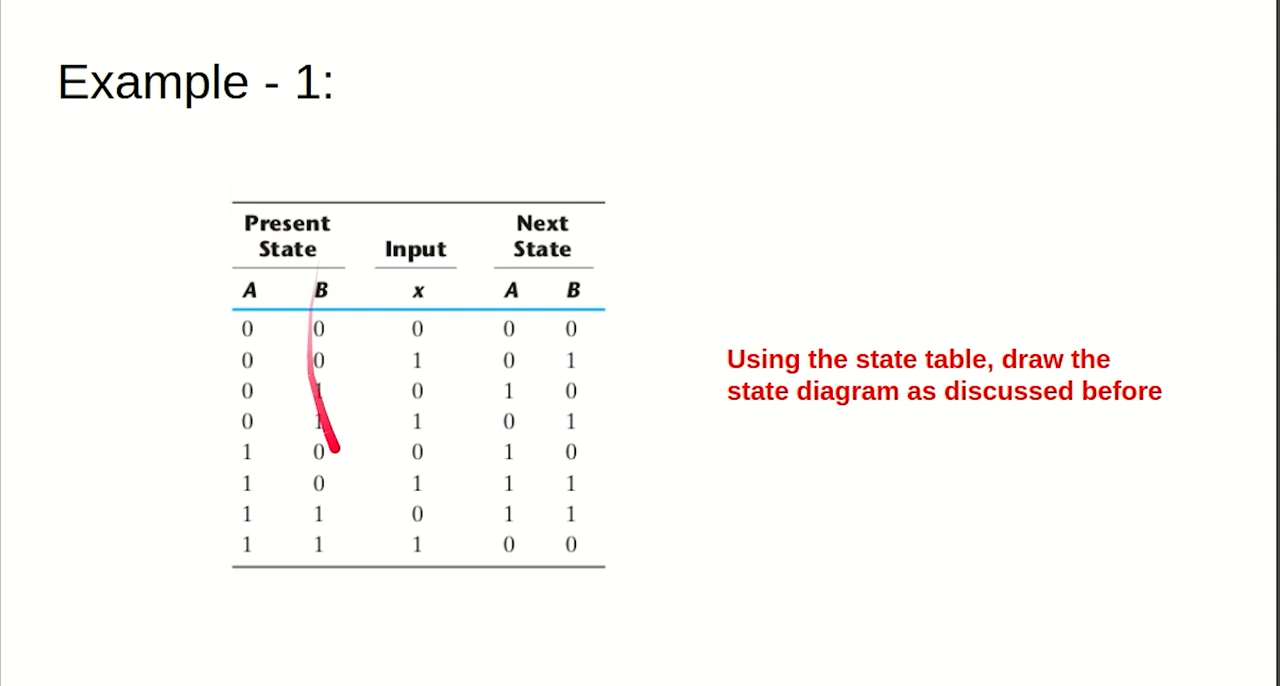 Example - 1:
Present State Input Next State
A B x A B
0 0 0 0 0
0 0 1 0 1
0 1 0 1 0
0 1 1 0 1
1 0 0 1 0
1 0 1 1 1
1 1 0 1 1
1 1 1 0 0
Using the state table, draw the
state diagram as discussed before